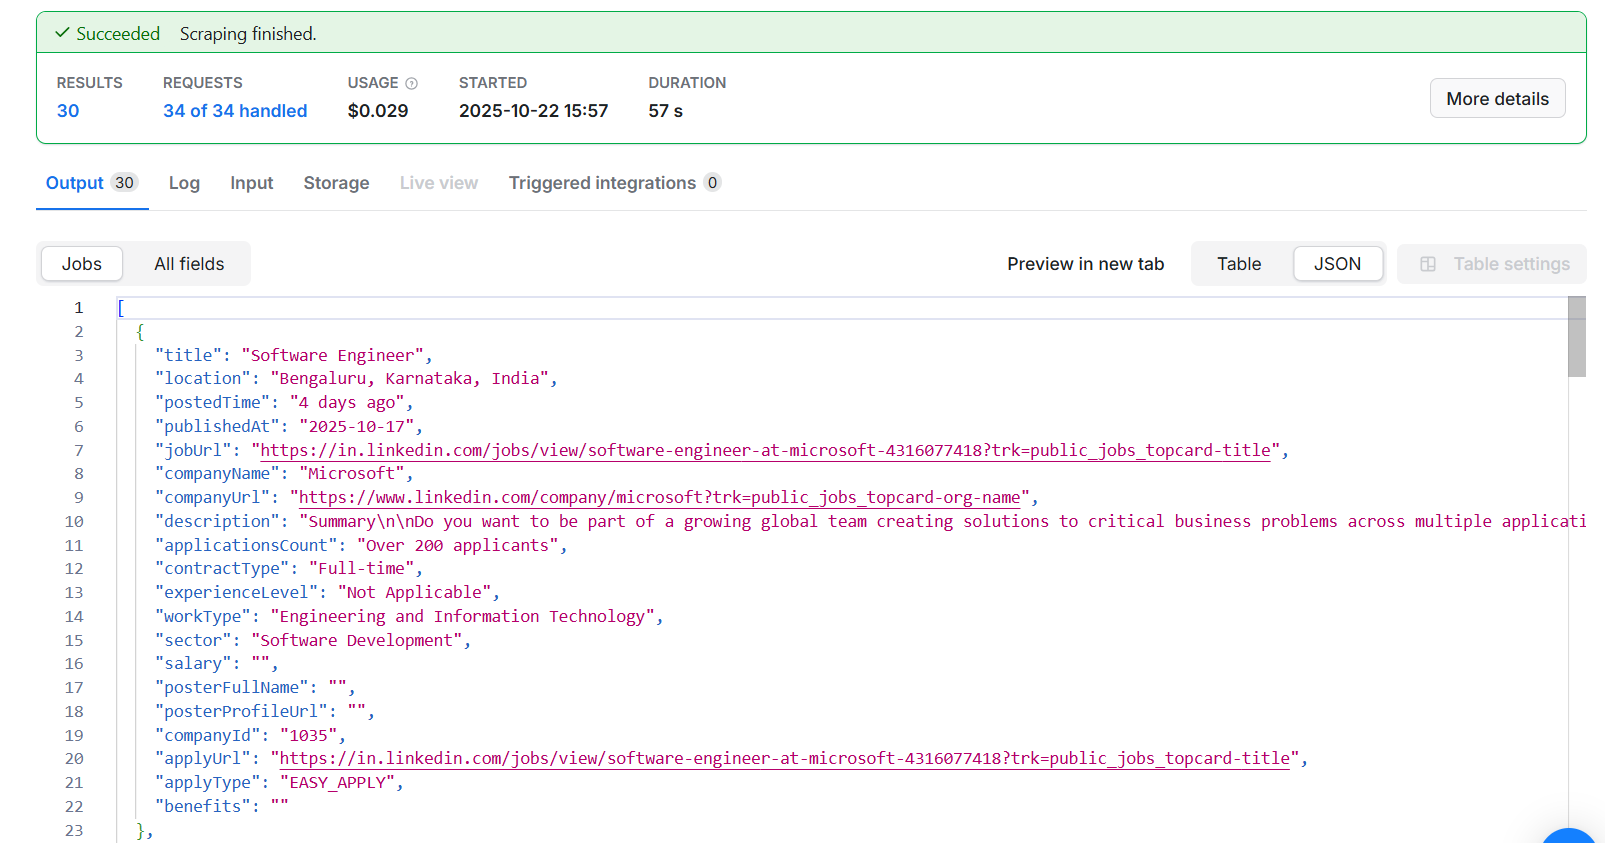 Succeeded Scraping finished.
RESULTS REQUESTS USAGE STARTED DURATION
30 34 of 34 handled $0.029 2025-10-22 15:57 57 s
More details
Output 30 Log Input Storage Live view Triggered integrations 0
Jobs All fields Preview in new tab Table JSON Table settings
1 [
2 {
3 "title": "Software Engineer",
4 "location": "Bengaluru, Karnataka, India",
5 "postedTime": "4 days ago",
6 "publishedAt": "2025-10-17",
7 "jobUrl": "https://in.linkedin.com/jobs/view/software-engineer-at-microsoft-4316077418?trk=public_jobs_topcard-title",
8 "companyName": "Microsoft",
9 "companyUrl": "https://www.linkedin.com/company/microsoft?trk=public_jobs_topcard-org-name",
10 "description": "Summary\n\nDo you want to be part of a growing global team creating solutions to critical business problems across multiple applicati
11 "applicationsCount": "Over 200 applicants",
12 "contractType": "Full-time",
13 "experienceLevel": "Not Applicable",
14 "workType": "Engineering and Information Technology",
15 "sector": "Software Development",
16 "salary": "",
17 "posterFullName": "",
18 "posterProfileUrl": "",
19 "companyId": "1035",
20 "applyUrl": "https://in.linkedin.com/jobs/view/software-engineer-at-microsoft-4316077418?trk=public_jobs_topcard-title",
21 "applyType": "EASY_APPLY",
22 "benefits": ""
23 },